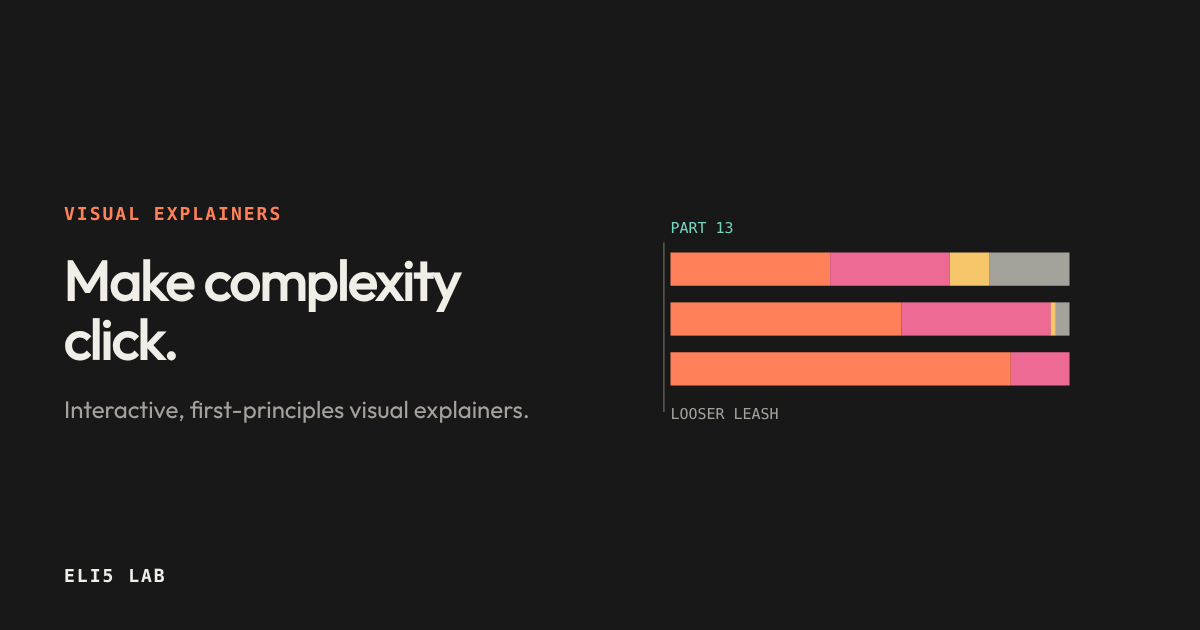 VISUAL EXPLAINERS
Make complexity
click.
Interactive, first-principles visual explainers.
PART 13
LOOSER LEASH
ELI5 LAB